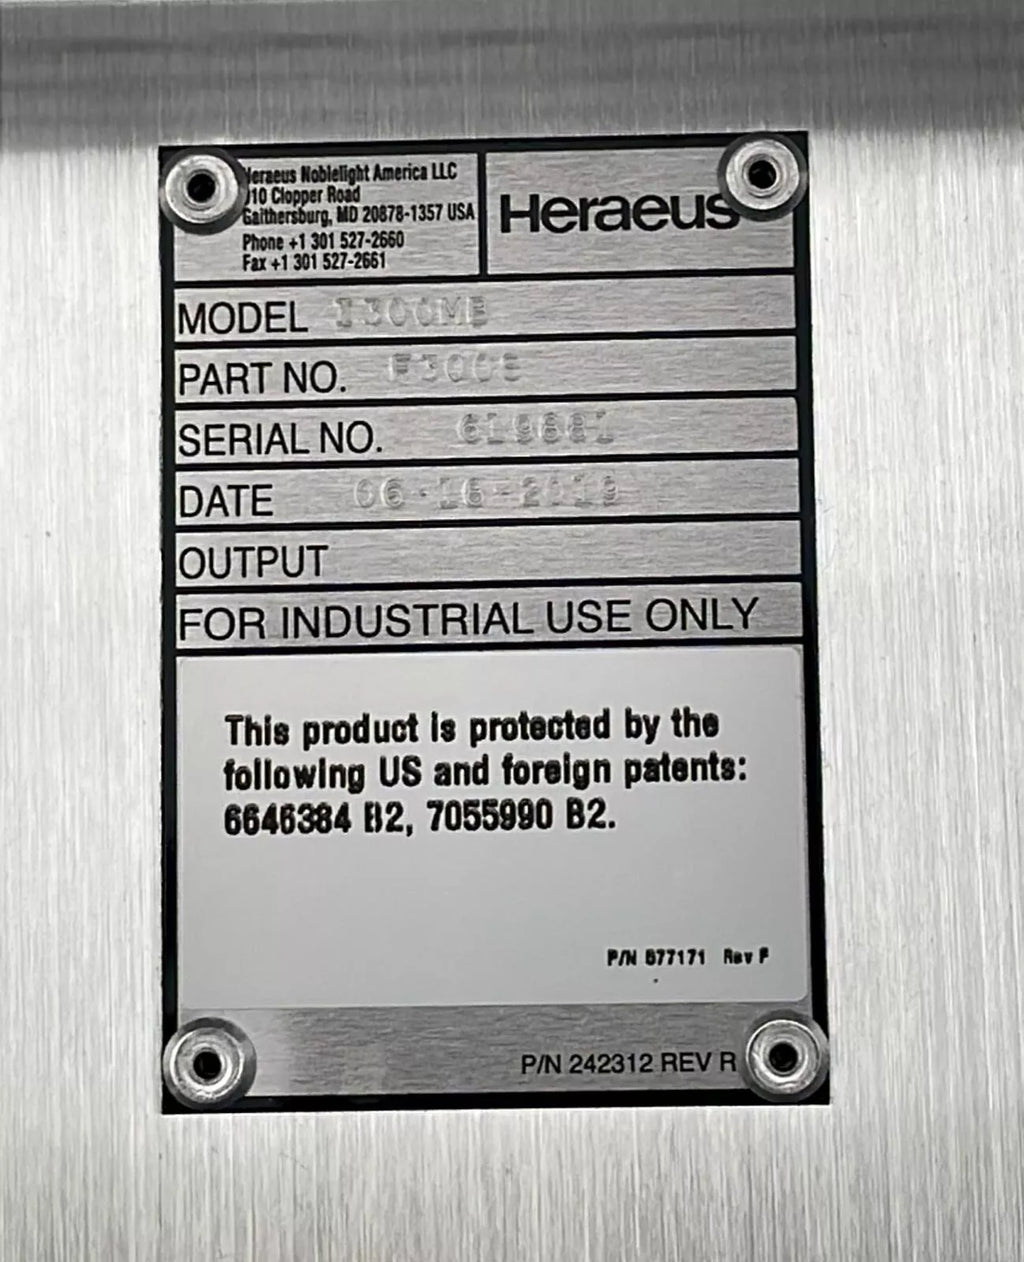 Heraeus Noblelight America LLC
910 Clopper Road
Gaithersburg, MD 20878-1357 USA
Phone +1 301 527-2660
Fax +1 301 527-2661
Heraeus
MODEL I300MB
PART NO. F300S
SERIAL NO.
DATE
OUTPUT
FOR INDUSTRIAL USE ONLY
This product is protected by the
following US and foreign patents:
6646384 B2, 7055990 B2.
P/N 577171 Rev F
P/N 242312 REV R